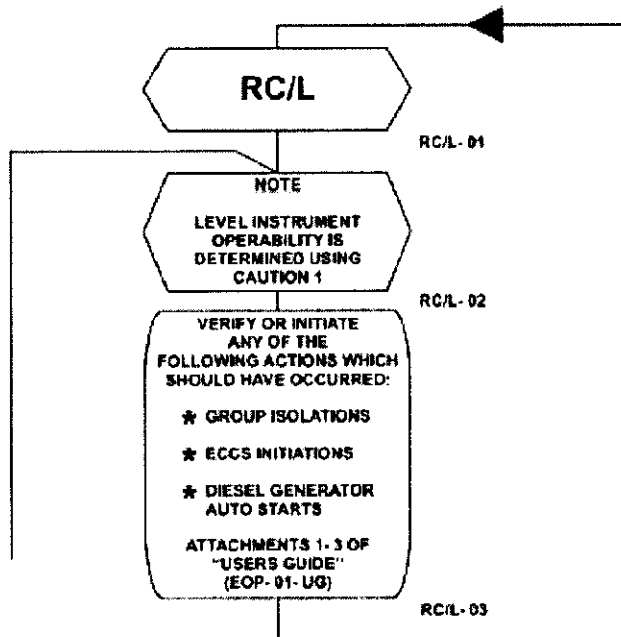 RC/L
RC/L-01
NOTE
LEVEL INSTRUMENT
OPERABILITY IS
DETERMINED USING
CAUTION 1
RC/L-02
VERIFY OR INITIATE
ANY OF THE
FOLLOWING ACTIONS WHICH
SHOULD HAVE OCCURRED:
* GROUP ISOLATIONS
* ECCS INITIATIONS
* DIESEL GENERATOR
AUTO STARTS
ATTACHMENTS 1-3 OF
"USERS GUIDE"
(EOP-01-UG)
RC/L-03